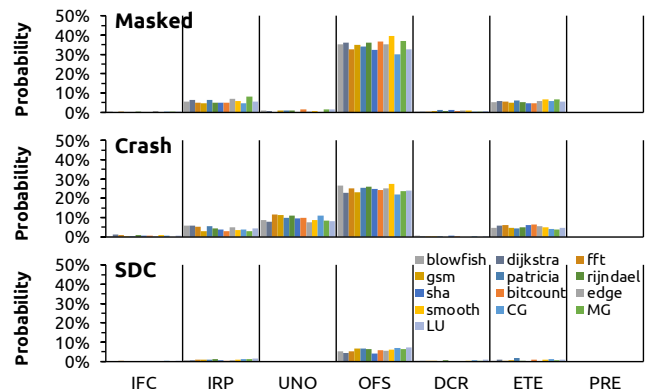 Masked
Probability
50%
40%
30%
20%
10%
0%
Crash
Probability
50%
40%
30%
20%
10%
0%
SDC
Probability
50%
40%
30%
20%
10%
0%
blowfish dijkstra fft
gsm patricia rijndael
sha bitcount edge
smooth CG MG
LU
IFC IRP UNO OFS DCR ETE PRE